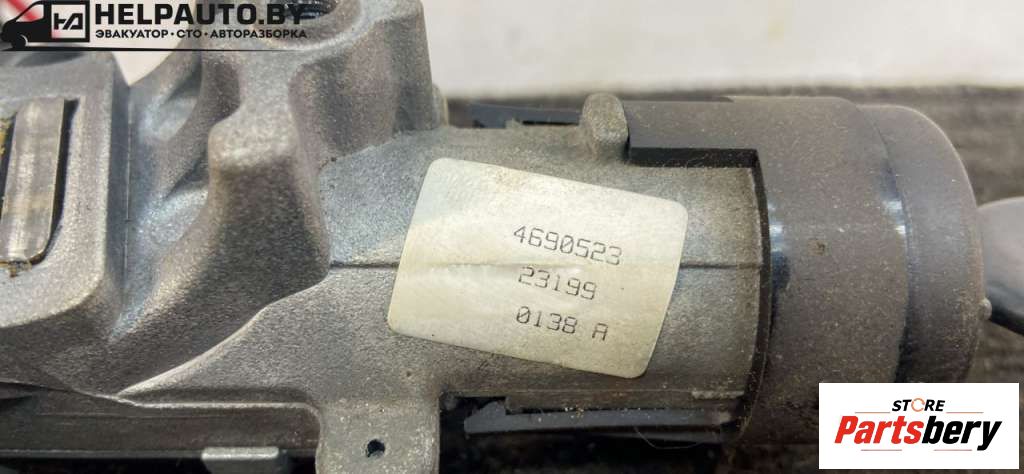 HELPAUTO.BY
ЭВАКУАТОР • СТО • АВТОРАЗБОРКА
4690523
23199
0138 A
STORE
Partsbery